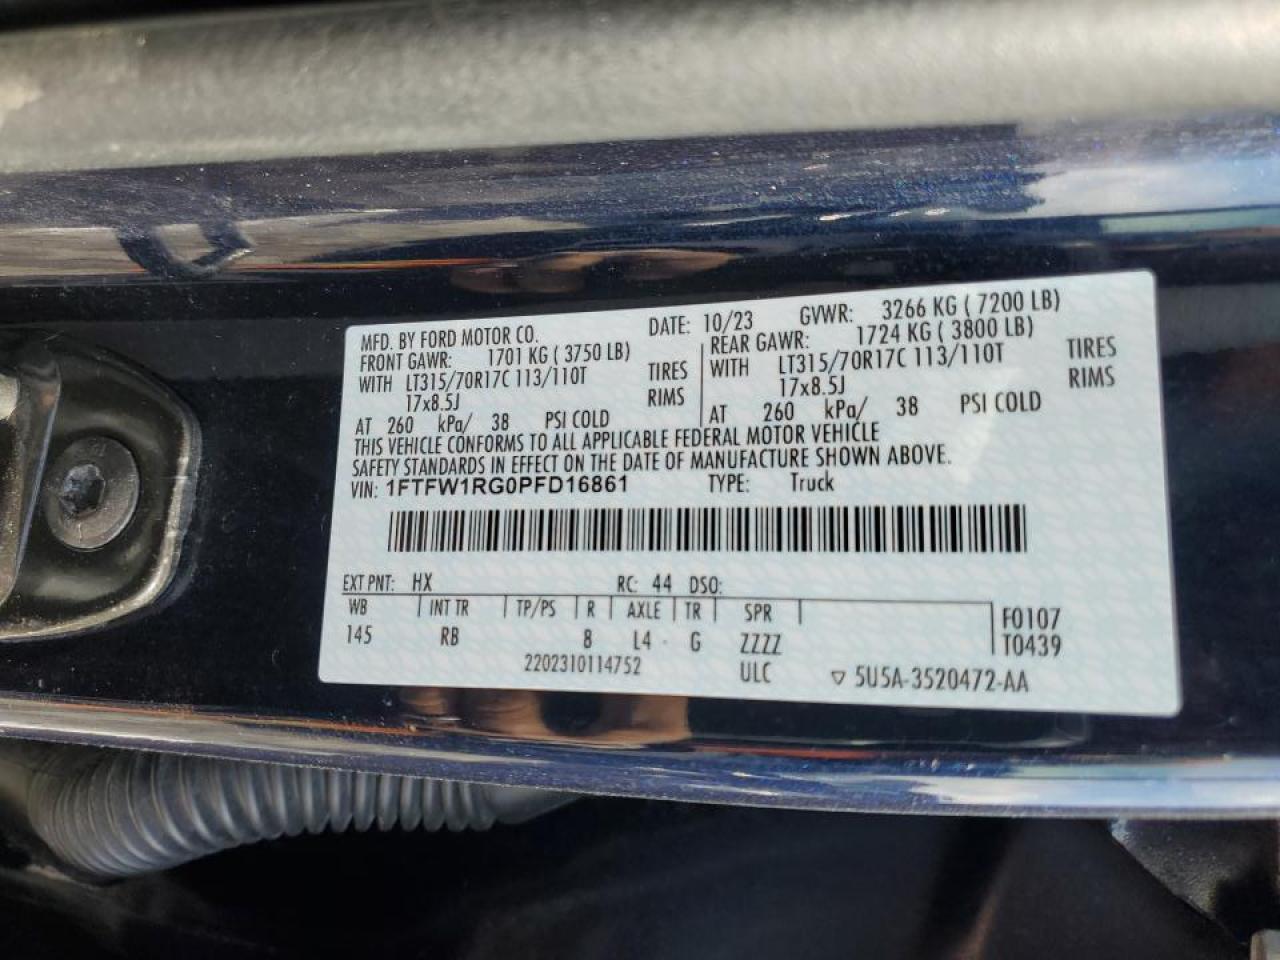 MFD. BY FORD MOTOR CO. DATE: 10/23 GVWR: 3266 KG ( 7200 LB)
FRONT GAWR: 1701 KG ( 3750 LB) REAR GAWR: 1724 KG ( 3800 LB)
WITH LT315/70R17C 113/110T TIRES WITH LT315/70R17C 113/110T TIRES
17x8.5J RIMS 17x8.5J RIMS
AT 260 kPa/ 38 PSI COLD AT 260 kPa/ 38 PSI COLD
THIS VEHICLE CONFORMS TO ALL APPLICABLE FEDERAL MOTOR VEHICLE
SAFETY STANDARDS IN EFFECT ON THE DATE OF MANUFACTURE SHOWN ABOVE.
VIN: 1FTFW1RG0PFD16861 TYPE: Truck
EXT PNT: HX RC: 44 DSO:
WB INT TR TP/PS R AXLE TR SPR F0107
145 RB 8 L4 G ZZZZ T0439
2202310114752 ULC ▽ 5U5A-3520472-AA